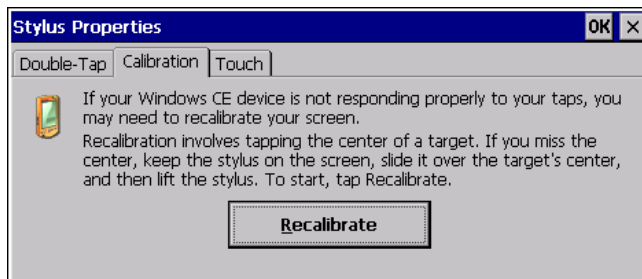 Stylus Properties OK ×
Double-Tap Calibration Touch
If your Windows CE device is not responding properly to your taps, you
may need to recalibrate your screen.
Recalibration involves tapping the center of a target. If you miss the
center, keep the stylus on the screen, slide it over the target's center,
and then lift the stylus. To start, tap Recalibrate.
Recalibrate